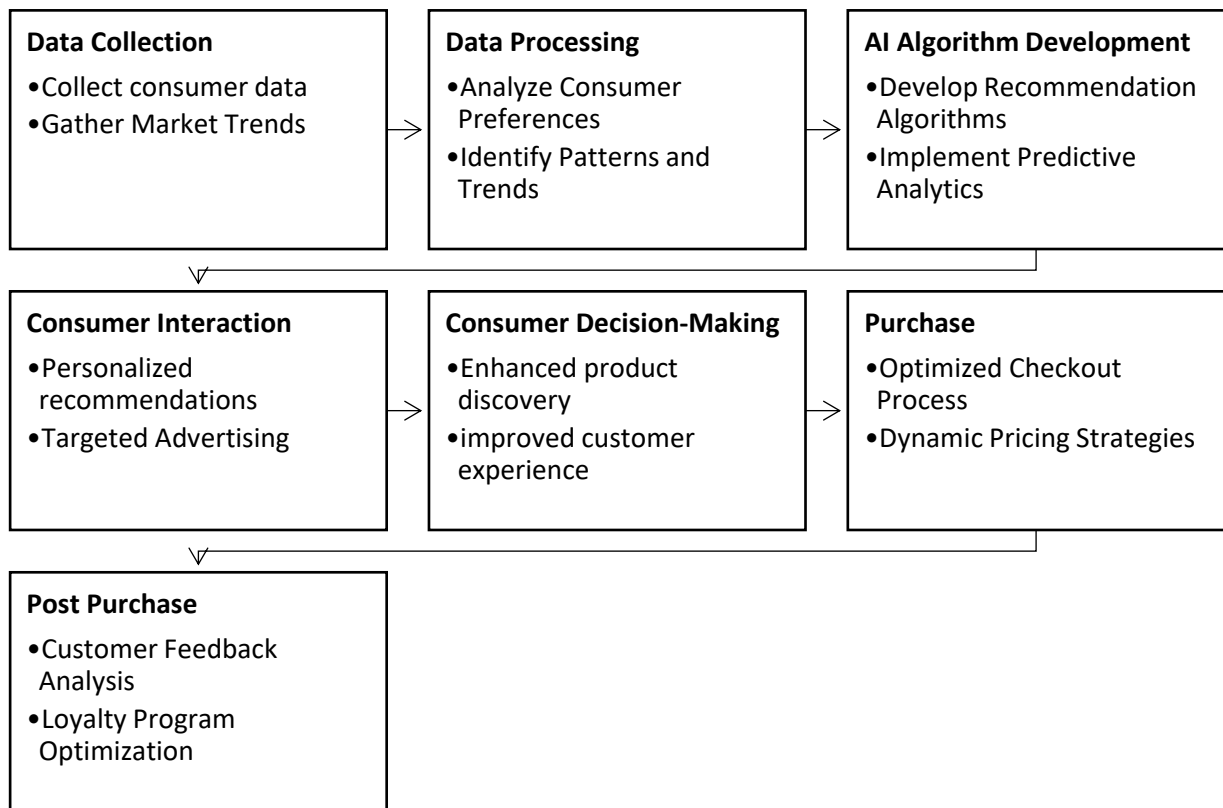 Data Collection
•Collect consumer data
•Gather Market Trends
Data Processing
•Analyze Consumer
Preferences
•Identify Patterns and
Trends
AI Algorithm Development
•Develop Recommendation
Algorithms
•Implement Predictive
Analytics
Consumer Interaction
•Personalized
recommendations
•Targeted Advertising
Consumer Decision-Making
•Enhanced product
discovery
•improved customer
experience
Purchase
•Optimized Checkout
Process
•Dynamic Pricing Strategies
Post Purchase
•Customer Feedback
Analysis
•Loyalty Program
Optimization